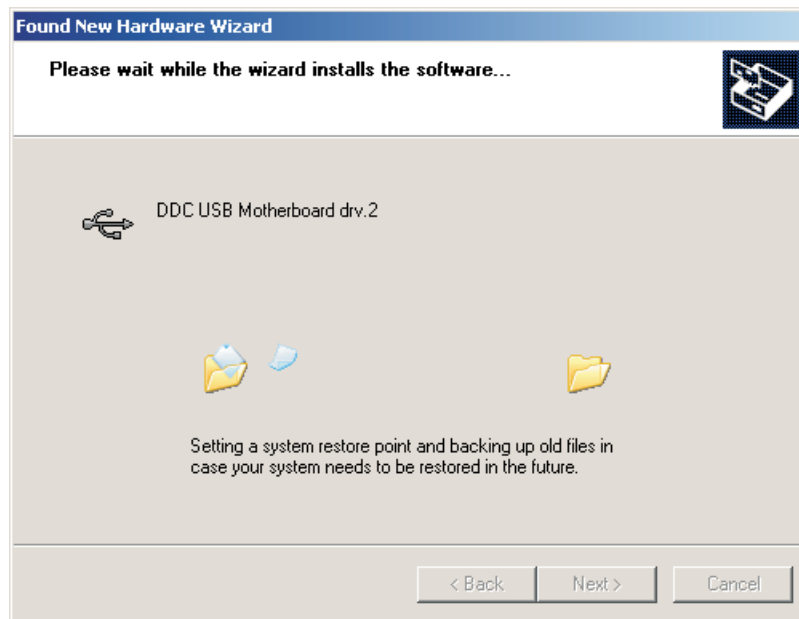 Found New Hardware Wizard
Please wait while the wizard installs the software...
DDC USB Motherboard drv.2
Setting a system restore point and backing up old files in
case your system needs to be restored in the future.
< Back
Next >
Cancel